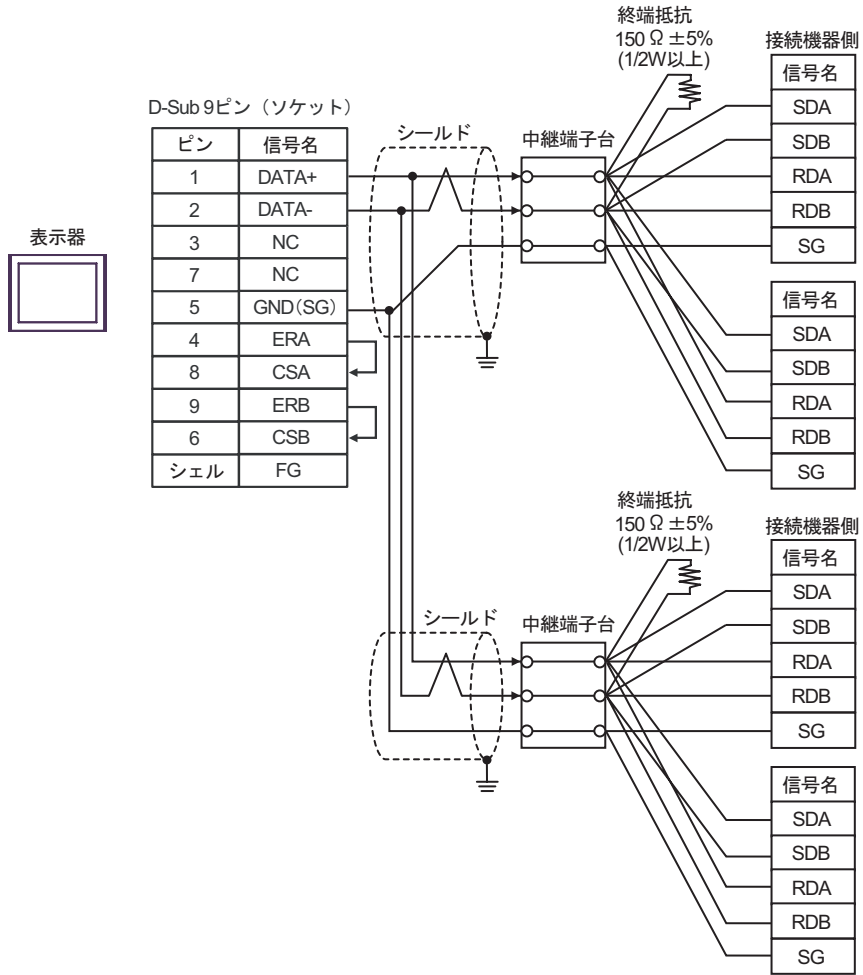 終端抵抗
150 Ω ±5%
(1/2W以上)
接続機器側
信号名
SDA
SDB
RDA
RDB
SG
信号名
SDA
SDB
RDA
RDB
SG
D-Sub 9ピン（ソケット）
シールド
中継端子台
ピン 信号名
1 DATA+
2 DATA-
3 NC
7 NC
5 GND(SG)
4 ERA
8 CSA
9 ERB
6 CSB
シェル FG
表示器
終端抵抗
150 Ω ±5%
(1/2W以上)
接続機器側
シールド
中継端子台
信号名
SDA
SDB
RDA
RDB
SG
信号名
SDA
SDB
RDA
RDB
SG